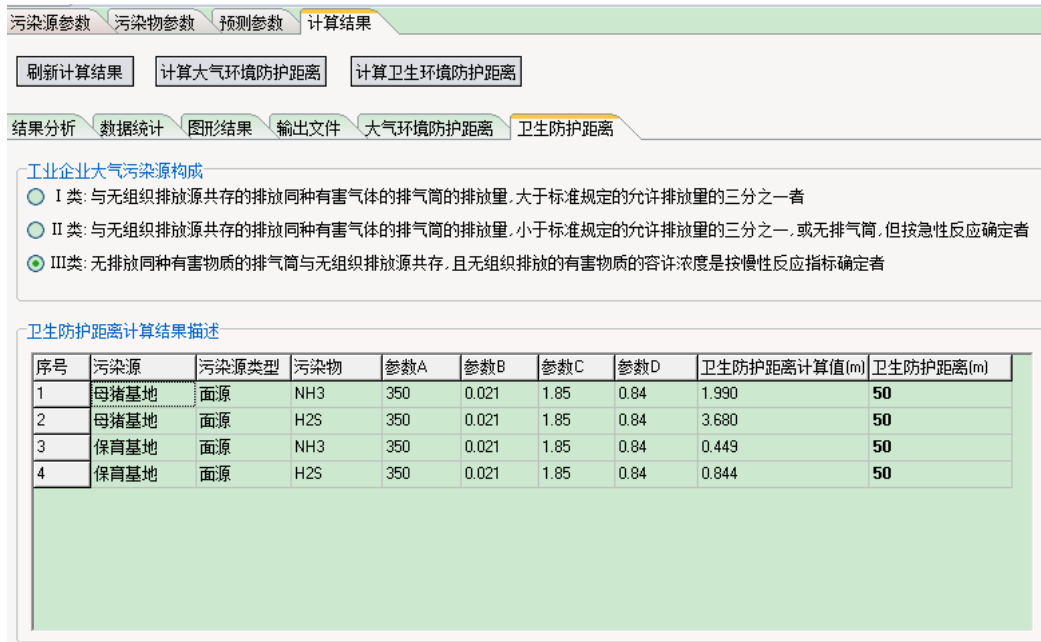 污染源参数 污染物参数 预测参数 计算结果
刷新计算结果 计算大气环境防护距离 计算卫生环境防护距离
结果分析 数据统计 图形结果 输出文件 大气环境防护距离 卫生防护距离
工业企业大气污染源构成
I 类: 与无组织排放源共存的排放同种有害气体的排气筒的排放量,大于标准规定的允许排放量的三分之一者
II 类: 与无组织排放源共存的排放同种有害气体的排气筒的排放量,小于标准规定的允许排放量的三分之一,或无排气筒,但按急性反应确定者
III类: 无排放同种有害物质的排气筒与无组织排放源共存,且无组织排放的有害物质的容许浓度是按慢性反应指标确定者
卫生防护距离计算结果描述
序号 污染源 污染源类型 污染物 参数A 参数B 参数C 参数D 卫生防护距离计算值(m) 卫生防护距离(m)
1 母猪基地 面源 NH3 350 0.021 1.85 0.84 1.990 50
2 母猪基地 面源 H2S 350 0.021 1.85 0.84 3.680 50
3 保育基地 面源 NH3 350 0.021 1.85 0.84 0.449 50
4 保育基地 面源 H2S 350 0.021 1.85 0.84 0.844 50